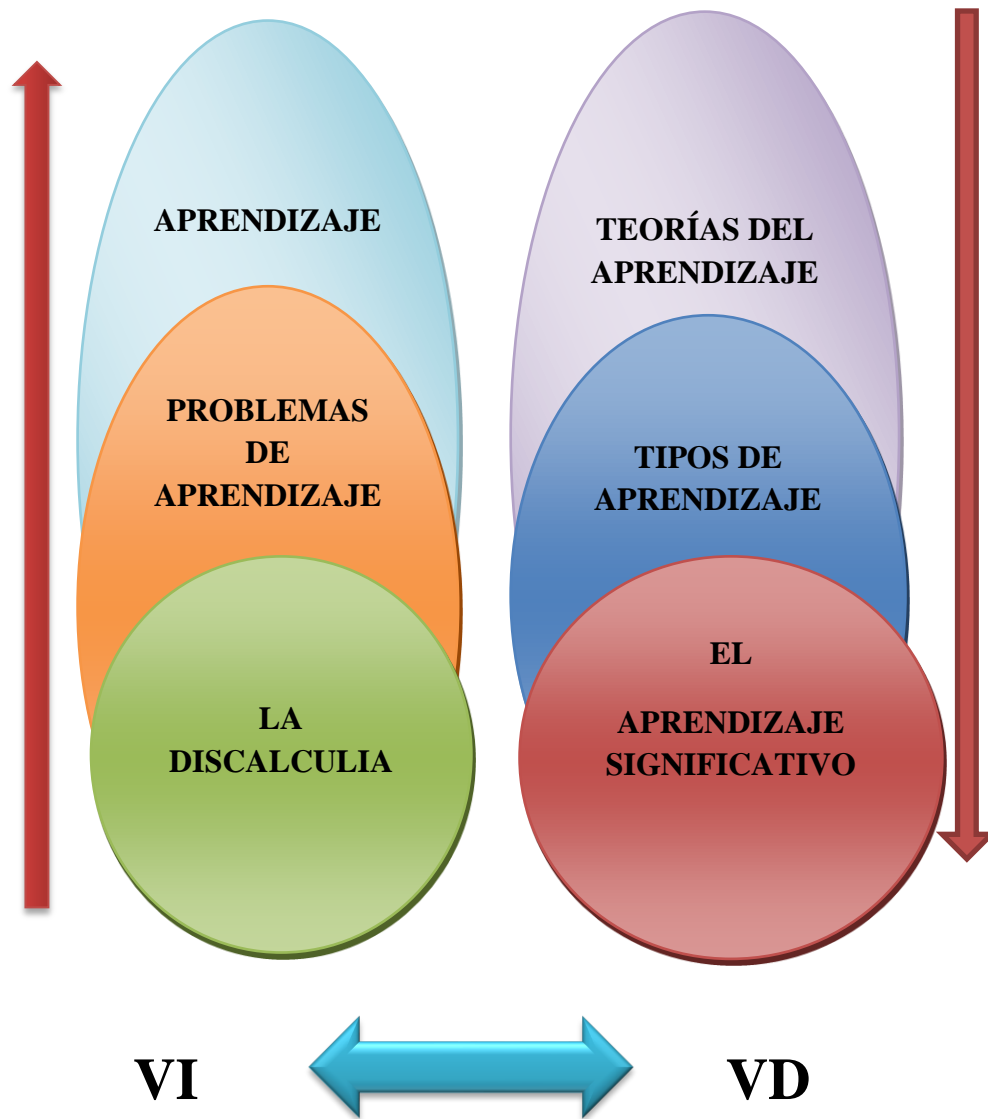 APRENDIZAJE
PROBLEMAS
DE
APRENDIZAJE
LA
DISCALCULIA
TEORÍAS DEL
APRENDIZAJE
TIPOS DE
APRENDIZAJE
EL
APRENDIZAJE
SIGNIFICATIVO
VI
VD